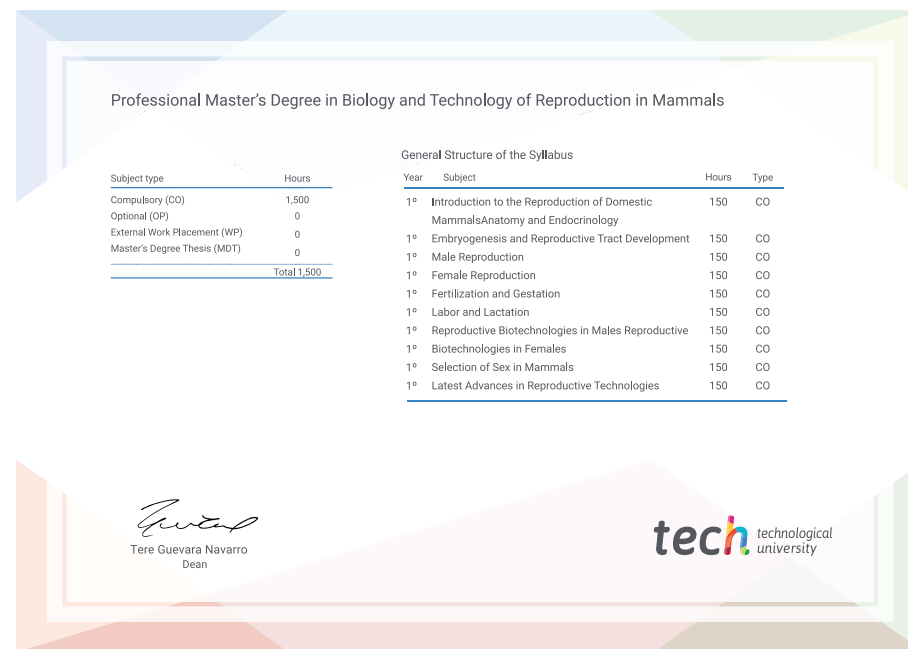 Professional Master's Degree in Biology and Technology of Reproduction in Mammals
Subject type Hours
Compulsory (CO) 1,500
Optional (OP) 0
External Work Placement (WP) 0
Master's Degree Thesis (MDT) 0
Total 1,500
General Structure of the Syllabus
Year Subject Hours Type
1º Introduction to the Reproduction of Domestic 150 CO
MammalsAnatomy and Endocrinology
1º Embryogenesis and Reproductive Tract Development 150 CO
1º Male Reproduction 150 CO
1º Female Reproduction 150 CO
1º Fertilization and Gestation 150 CO
1º Labor and Lactation 150 CO
1º Reproductive Biotechnologies in Males Reproductive 150 CO
1º Biotechnologies in Females 150 CO
1º Selection of Sex in Mammals 150 CO
1º Latest Advances in Reproductive Technologies 150 CO
Tere Guevara Navarro
Dean
tech technological
university